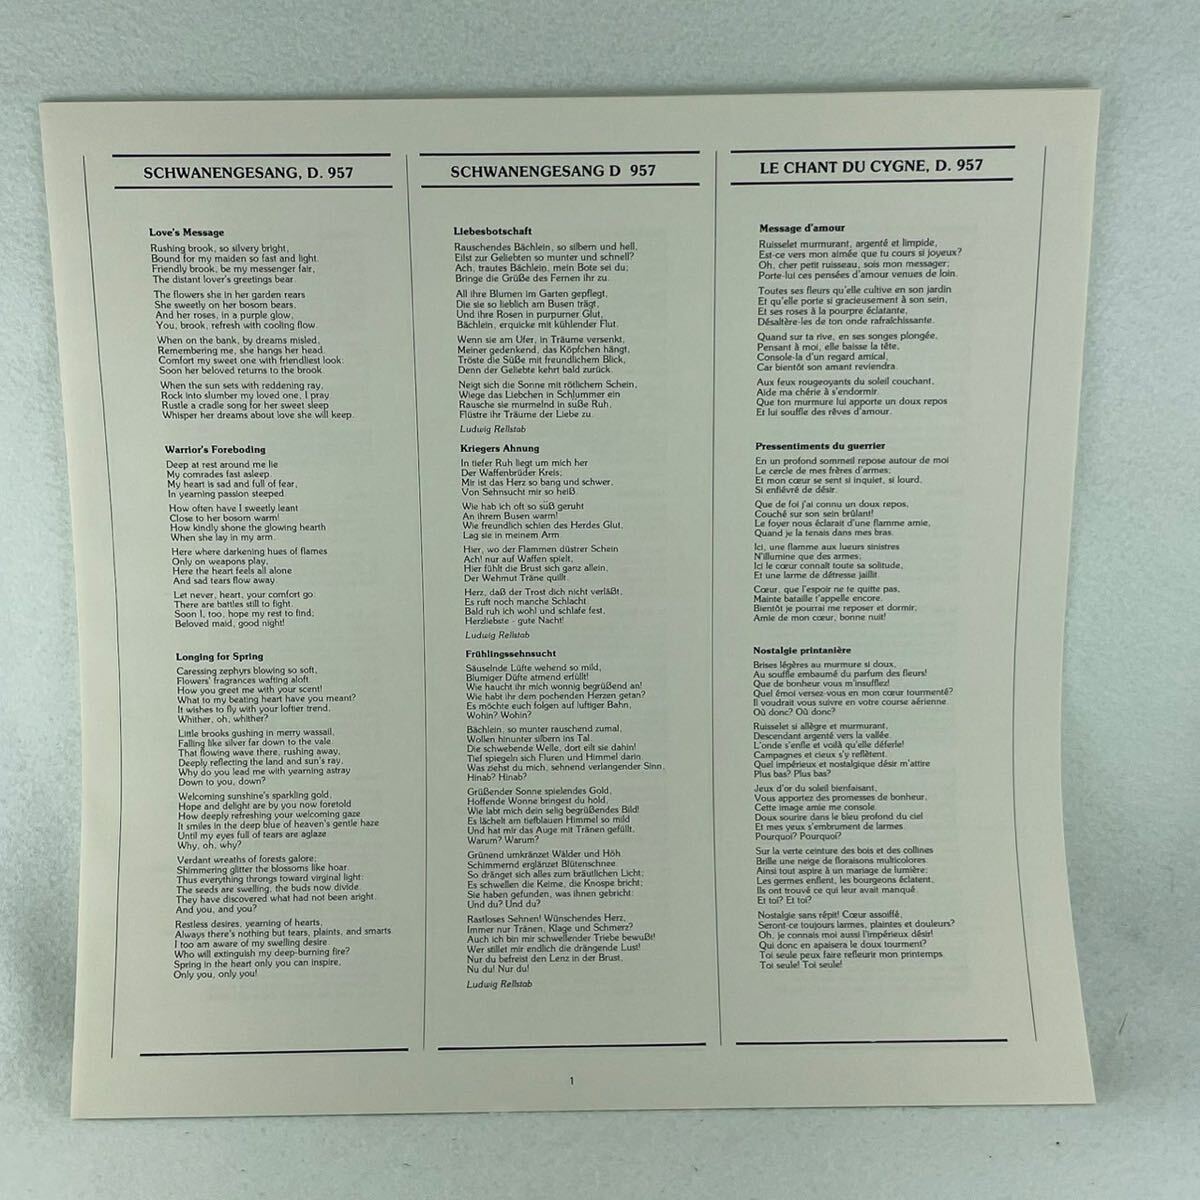 SCHWANENGESANG, D. 957
Love's Message
Rushing brook, so silvery bright,
Bound for my maiden so fast and light.
Friendly brook, be my messenger fair,
The distant lover's greetings bear.
The flowers she in her garden rears
She sweetly on her bosom bears,
And her roses, in a purple glow,
You, brook, refresh with cooling flow.
When on the bank, by dreams misled,
Remembering me, she hangs her head.
Comfort my sweet one with friendliest look:
Soon her beloved returns to the brook.
When the sun sets with reddening ray,
Rock into slumber my loved one, I pray.
Rustle a cradle song for her sweet sleep
Whisper her dreams about love she will keep.
Warrior's Foreboding
Deep at rest around me lie
My comrades fast asleep.
My heart is sad and full of fear,
In yearning passion steeped.
How often have I sweetly leant
Close to her bosom warm!
How kindly shone the glowing hearth
When she lay in my arm.
Here where darkening hues of flames
Only on weapons play,
Here the heart feels all alone
And sad tears flow away.
Let never, heart, your comfort go:
There are battles still to fight.
Soon I, too, hope my rest to find;
Beloved maid, good night!
Longing for Spring
Caressing zephyrs blowing so soft,
Flowers' fragrances wafting aloft.
How you greet me with your scent!
What to my beating heart have you meant?
It wishes to fly with your loftier trend,
Whither, oh, whither?
Little brooks gushing in merry wassail,
Falling like silver far down to the vale.
That flowing wave there, rushing away,
Deeply reflecting the land and sun's ray,
Why do you lead me with yearning astray
Down to you, down?
Welcoming sunshine's sparkling gold,
Hope and delight are by you now foretold
How deeply refreshing your welcoming gaze
It smiles in the deep blue of heaven's gentle haze
Until my eyes full of tears are aglaze
Why, oh, why?
Verdant wreaths of forests galore;
Shimmering glitter the blossoms like hoar.
Thus everything throngs toward virginal light:
The seeds are swelling, the buds now divide.
They have discovered what had not been aright.
And you, and you?
Restless desires, yearning of hearts,
Always there's nothing but tears, plaints, and smarts.
I too am aware of my swelling desire.
Who will extinguish my deep-burning fire?
Spring in the heart only you can inspire,
Only you, only you!
SCHWANENGESANG D 957
Liebesbotschaft
Rauschendes Bächlein, so silbern und hell,
Eilst zur Geliebten so munter und schnell?
Ach, trautes Bächlein, mein Bote sei du;
Bringe die Grüße des Fernen ihr zu.
All ihre Blumen im Garten gepflegt,
Die sie so lieblich am Busen trägt,
Und ihre Rosen in purpurner Glut,
Bächlein, erquicke mit kühlender Flut.
Wenn sie am Ufer, in Träume versenkt,
Meiner gedenkend, das Köpfchen hängt,
Tröste die Süße mit freundlichem Blick,
Denn der Geliebte kehrt bald zurück.
Neigt sich die Sonne mit rötlichem Schein,
Wiege das Liebchen in Schlummer ein
Rausche sie murmelnd in süße Ruh,
Flüstre ihr Träume der Liebe zu.
Ludwig Rellstab
Kriegers Ahnung
In tiefer Ruh liegt um mich her
Der Waffenbrüder Kreis;
Mir ist das Herz so bang und schwer,
Von Sehnsucht mir so heiß.
Wie hab ich oft so süß geruht
An ihrem Busen warm!
Wie freundlich schien des Herdes Glut,
Lag sie in meinem Arm.
Hier, wo der Flammen düstrer Schein
Ach! nur auf Waffen spielt,
Hier fühlt die Brust sich ganz allein,
Der Wehmut Träne quillt.
Herz, daß der Trost dich nicht verläßt,
Es ruft noch manche Schlacht
Bald ruh ich wohl und schlafe fest,
Herzliebste - gute Nacht!
Ludwig Rellstab
Frühlingssehnsucht
Säuselnde Lüfte wehend so mild,
Blumiger Düfte atmend erfüllt!
Wie haucht ihr mich wonnig begrüßend an!
Wie habt ihr dem pochenden Herzen getan?
Es möchte euch folgen auf luftiger Bahn,
Wohin? Wohin?
Bächlein, so munter rauschend zumal,
Wollen hinunter silbern ins Tal.
Die schwebende Welle, dort eilt sie dahin!
Tief spiegeln sich Fluren und Himmel darin.
Was ziehst du mich, sehnend verlangender Sinn,
Hinab? Hinab?
Grüßender Sonne spielendes Gold,
Hoffende Wonne bringest du hold,
Wie labt mich dein selig begrüßendes Bild!
Es lächelt am tiefblauen Himmel so mild
Und hat mir das Auge mit Tränen gefüllt,
Warum? Warum?
Grünend umkränzet Wälder und Höh
Schimmernd erglänzet Blütenschnee.
So dränget sich alles zum bräutlichen Licht;
Es schwellen die Keime, die Knospe bricht;
Sie haben gefunden, was ihnen gebricht:
Und du? Und du?
Rastloses Sehnen! Wünschendes Herz,
Immer nur Tränen, Klage und Schmerz?
Auch ich bin mir schwellender Triebe bewußt!
Wer stillet mir endlich die drängende Lust!
Nur du befreist den Lenz in der Brust,
Nu du! Nur du!
Ludwig Rellstab
LE CHANT DU CYGNE, D. 957
Message d'amour
Ruisselet murmurant, argenté et limpide,
Est-ce vers mon aimée que tu cours si joyeux?
Oh, cher petit ruisseau, sois mon messager;
Porte-lui ces pensées d'amour venues de loin.
Toutes ses fleurs qu'elle cultive en son jardin
Et qu'elle porte si gracieusement à son sein,
Et ses roses à la pourpre éclatante,
Désaltère-les de ton onde rafraîchissante.
Quand sur ta rive, en ses songes plongée,
Pensant à moi, elle baisse la tête,
Console-la d'un regard amical,
Car bientôt son amant reviendra.
Aux feux rougeoyants du soleil couchant,
Aide ma chérie à s'endormir.
Que ton murmure lui apporte un doux repos
Et lui souffle des rêves d'amour.
Pressentiments du guerrier
En un profond sommeil repose autour de moi
Le cercle de mes frères d'armes;
Et mon cœur se sent si inquiet, si lourd,
Si enfiévré de désir.
Que de foi j'ai connu un doux repos,
Couché sur son sein brûlant!
Le foyer nous éclairait d'une flamme amie,
Quand je la tenais dans mes bras.
Ici, une flamme aux lueurs sinistres
N'illumine que des armes;
Ici le cœur connaît toute sa solitude,
Et une larme de détresse jaillit.
Cœur, que l'espoir ne te quitte pas,
Mainte bataille t'appelle encore.
Bientôt je pourrai me reposer et dormir;
Amie de mon cœur, bonne nuit!
Nostalgie printanière
Brises légères au murmure si doux,
Au souffle embaumé du parfum des fleurs!
Que de bonheur vous m'insufflez!
Quel émoi versez-vous en mon cœur tourmenté?
Il voudrait vous suivre en votre course aérienne.
Où donc? Où donc?
Ruisselet si allègre et murmurant,
Descendant argenté vers la vallée.
L'onde s'enfle et voilà qu'elle déferle!
Campagnes et cieux s'y reflètent.
Quel impérieux et nostalgique désir m'attire
Plus bas? Plus bas?
Jeux d'or du soleil bienfaisant,
Vous apportez des promesses de bonheur,
Cette image amie me console.
Doux sourire dans le bleu profond du ciel
Et mes yeux s'embrument de larmes.
Pourquoi? Pourquoi?
Sur la verte ceinture des bois et des collines
Brille une neige de floraisons multicolores.
Ainsi tout aspire à un mariage de lumière;
Les germes enflent, les bourgeons éclatent,
Ils ont trouvé ce qui leur avait manqué.
Et toi? Et toi?
Nostalgie sans répit! Cœur assoiffé,
Seront-ce toujours larmes, plaintes et douleurs?
Oh, je connais moi aussi l'impérieux désir!
Qui donc en apaisera le doux tourment?
Toi seule peux faire refleurir mon printemps.
Toi seule! Toi seule!
1